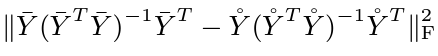 ‖Ȳ(Ȳ^T Ȳ)^{-1}Ȳ^T − Y̊(Y̊^T Y̊)^{-1}Y̊^T‖_F^2